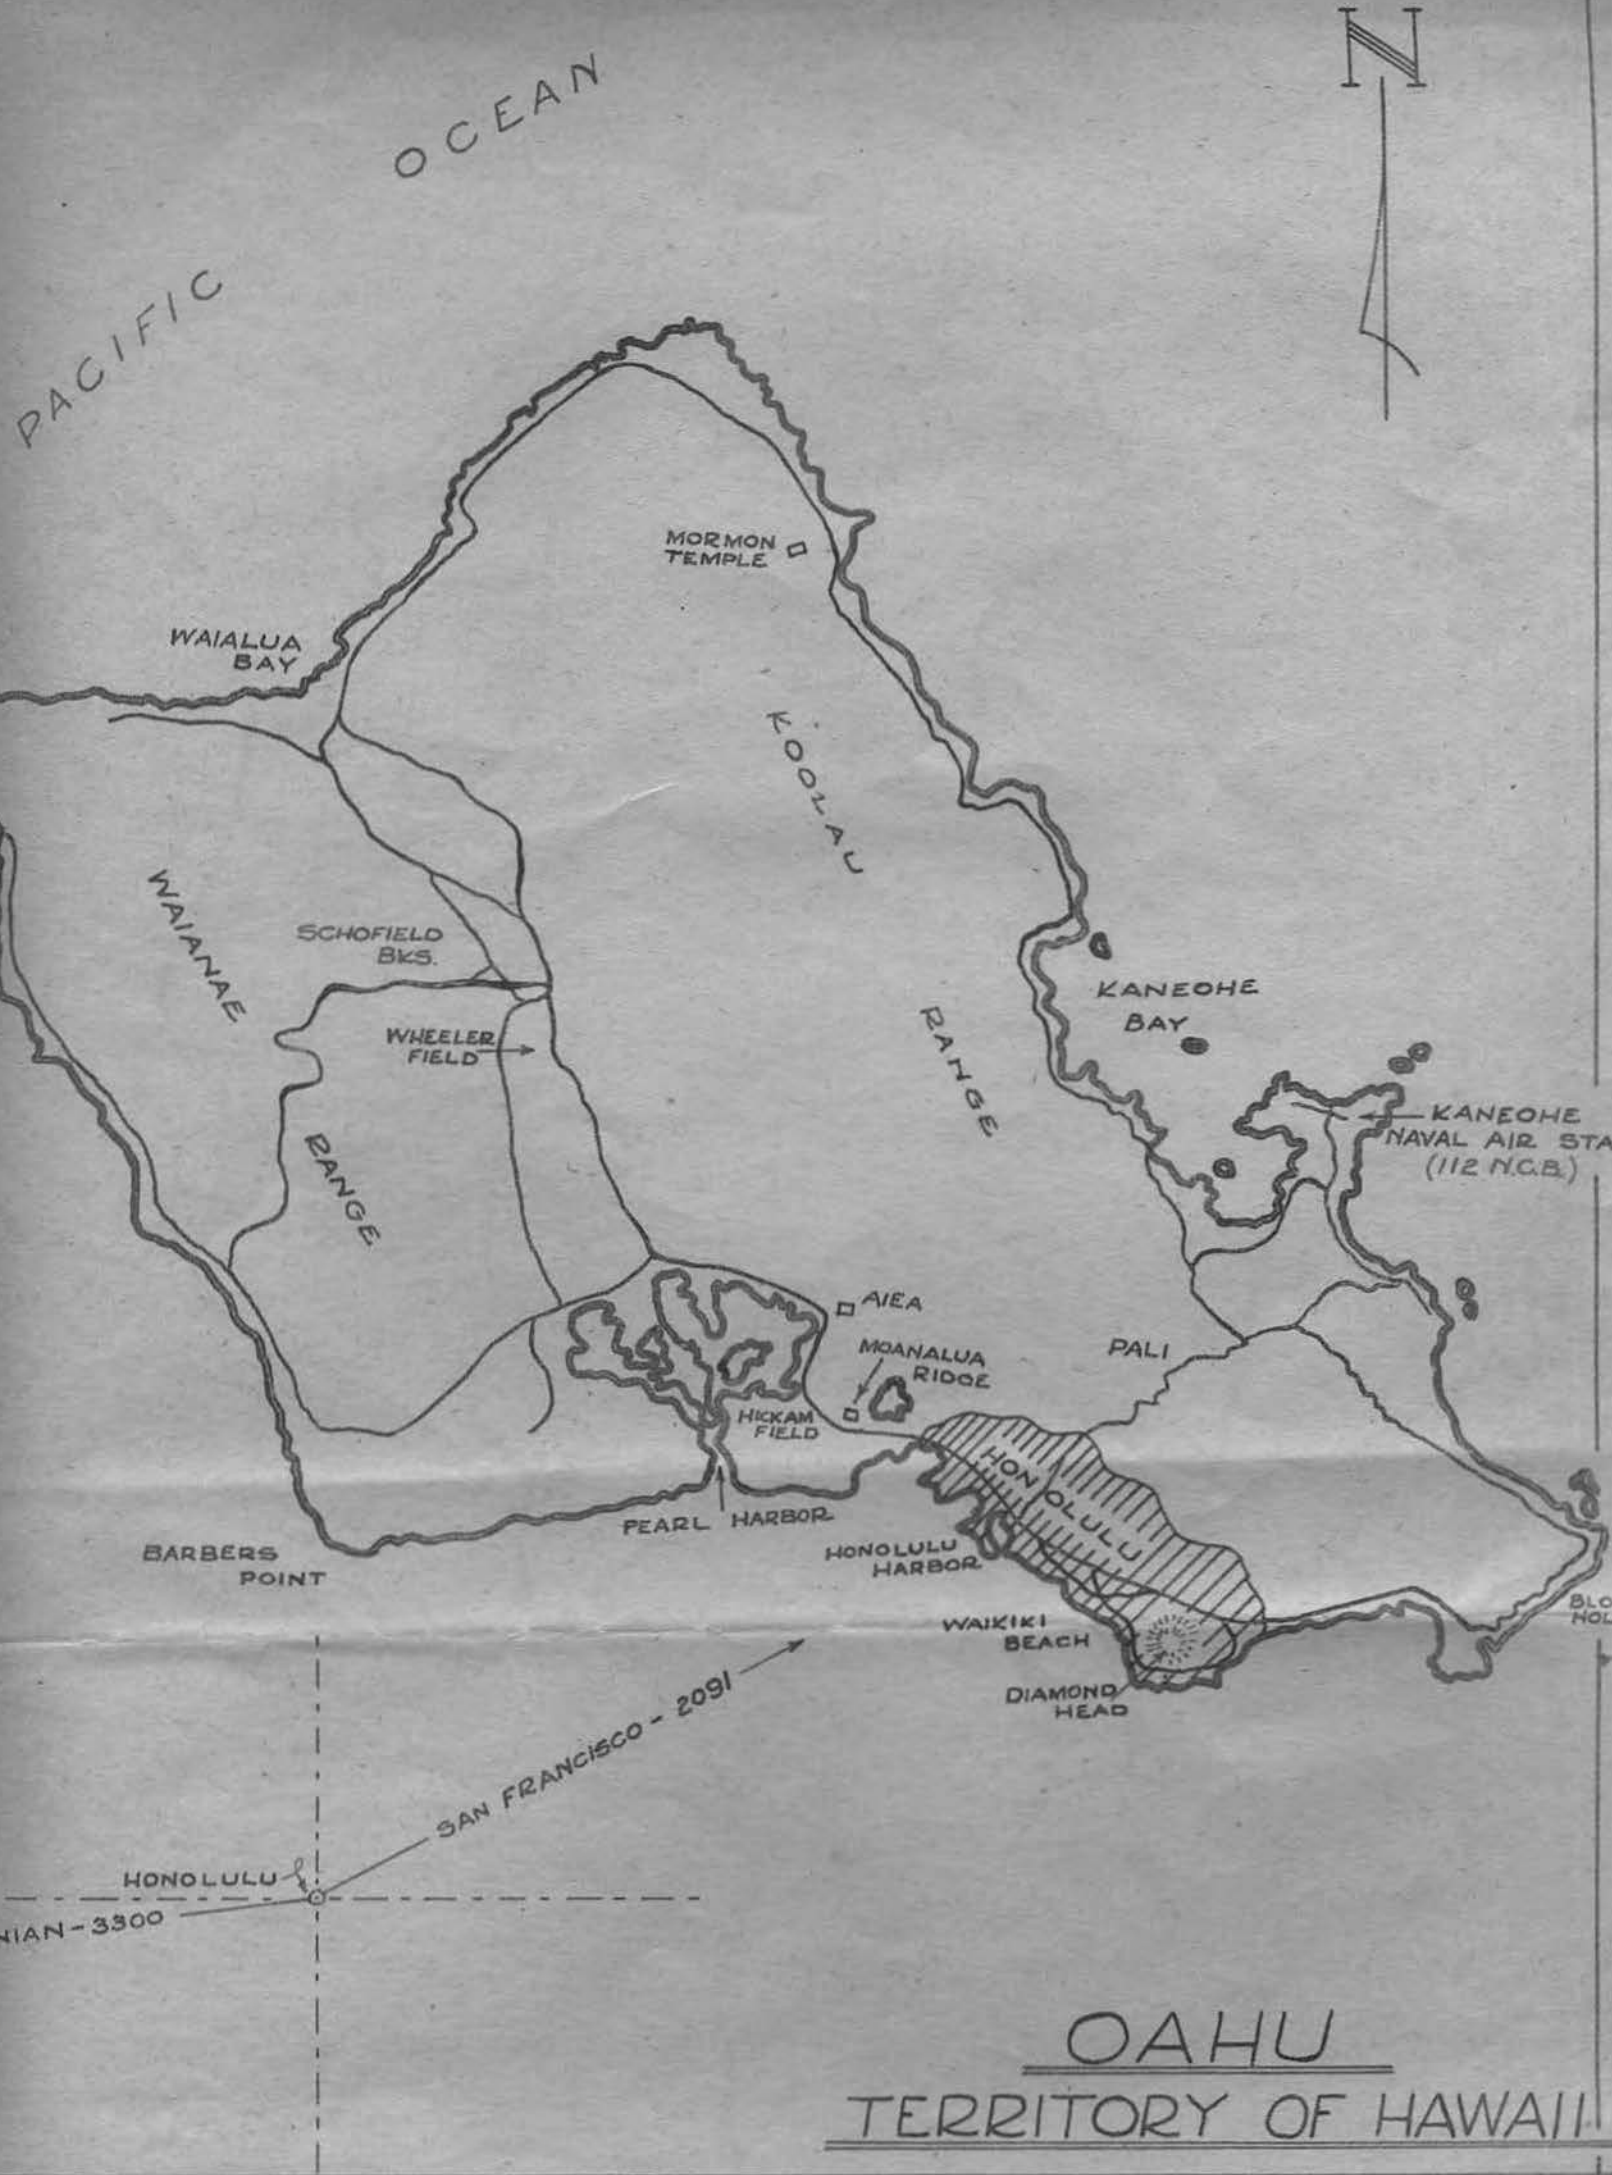 N
PACIFIC OCEAN
MORMON
TEMPLE
WAIALUA
BAY
KOOLAU RANGE
WAIANAE RANGE
SCHOFIELD
BKS.
WHEELER
FIELD
KANEOHE
BAY
KANEOHE
NAVAL AIR STA
(112 N.C.B.)
AIEA
MOANALUA
RIDGE
PALI
HICKAM
FIELD
HONOLULU
PEARL HARBOR
HONOLULU
HARBOR
BARBERS
POINT
WAIKIKI
BEACH
DIAMOND
HEAD
SAN FRANCISCO - 2091
HONOLULU
-3300
OAHU
TERRITORY OF HAWAII